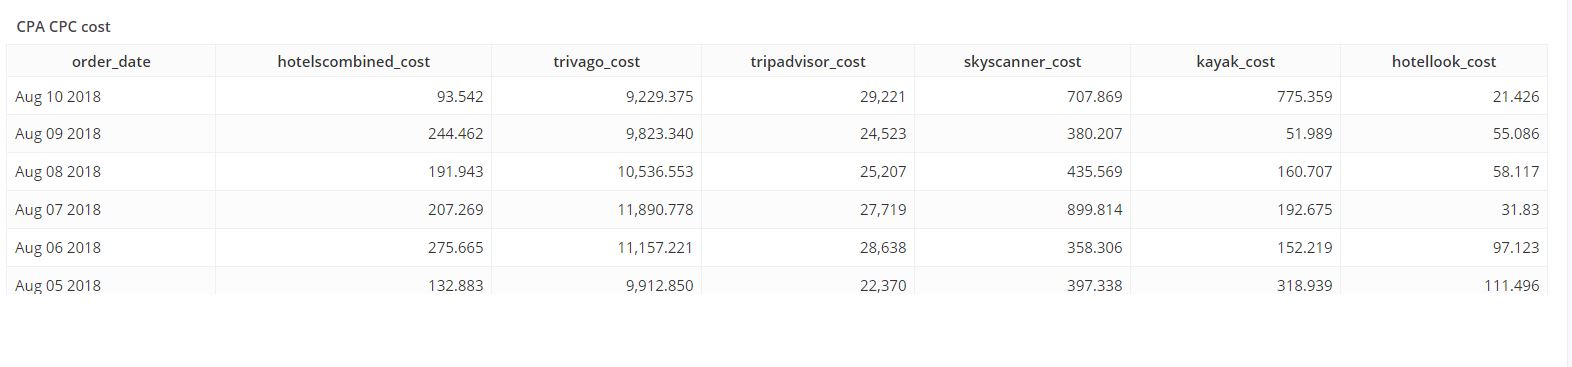 CPA CPC cost
order_date hotelscombined_cost trivago_cost tripadvisor_cost skyscanner_cost kayak_cost hotellook_cost
Aug 10 2018 93.542 9,229.375 29,221 707.869 775.359 21.426
Aug 09 2018 244.462 9,823.340 24,523 380.207 51.989 55.086
Aug 08 2018 191.943 10,536.553 25,207 435.569 160.707 58.117
Aug 07 2018 207.269 11,890.778 27,719 899.814 192.675 31.83
Aug 06 2018 275.665 11,157.221 28,638 358.306 152.219 97.123
Aug 05 2018 132.883 9,912.850 22,370 397.338 318.939 111.496